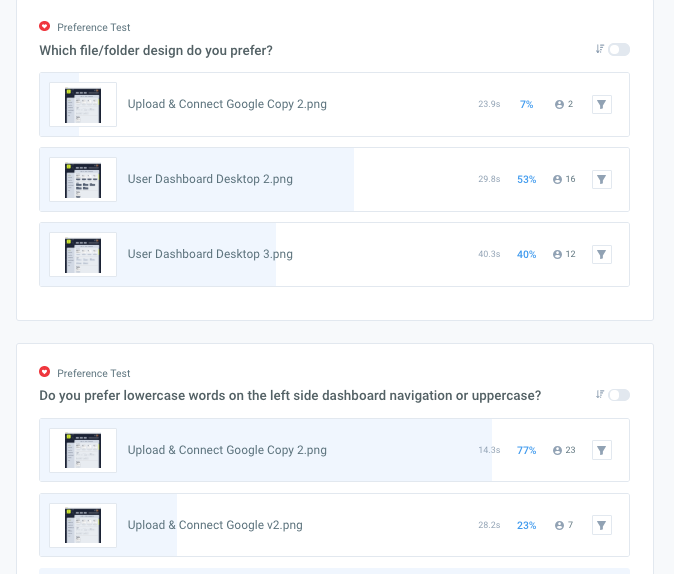 Preference Test
Which file/folder design do you prefer?
Upload & Connect Google Copy 2.png 23.9s 7% 2
User Dashboard Desktop 2.png 29.8s 53% 16
User Dashboard Desktop 3.png 40.3s 40% 12
Preference Test
Do you prefer lowercase words on the left side dashboard navigation or uppercase?
Upload & Connect Google Copy 2.png 14.3s 77% 23
Upload & Connect Google v2.png 28.2s 23% 7